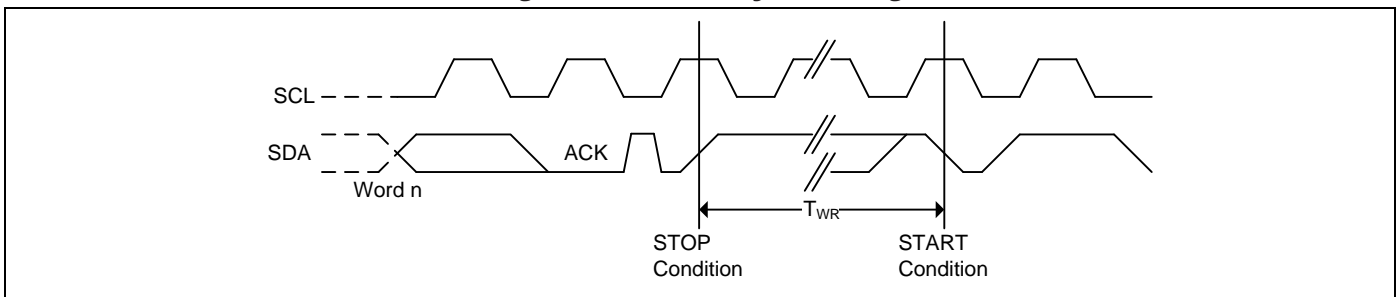 SCL
SDA
ACK
Word n
TWR
STOP
Condition
START
Condition